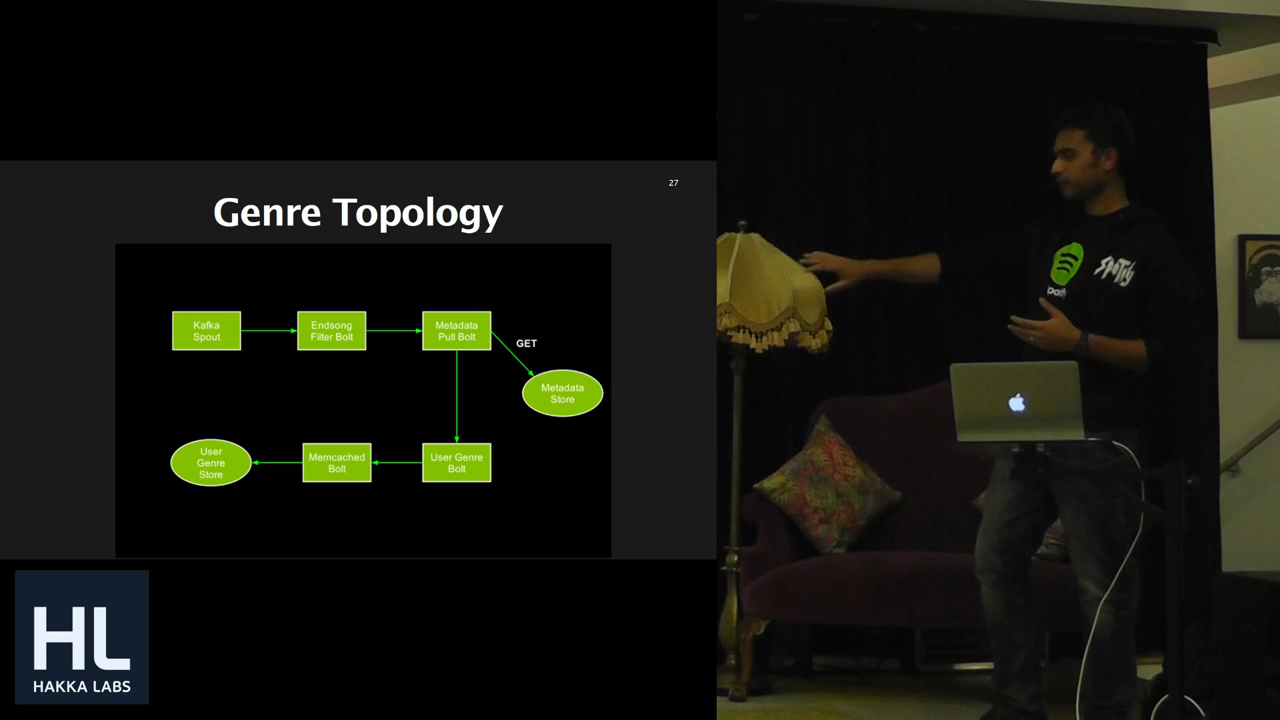 27
Genre Topology
Kafka
Spout
Endsong
Filter Bolt
Metadata
Pull Bolt
GET
Metadata
Store
User
Genre
Store
Memcached
Bolt
User Genre
Bolt
HL
HAKKA LABS
Spotify